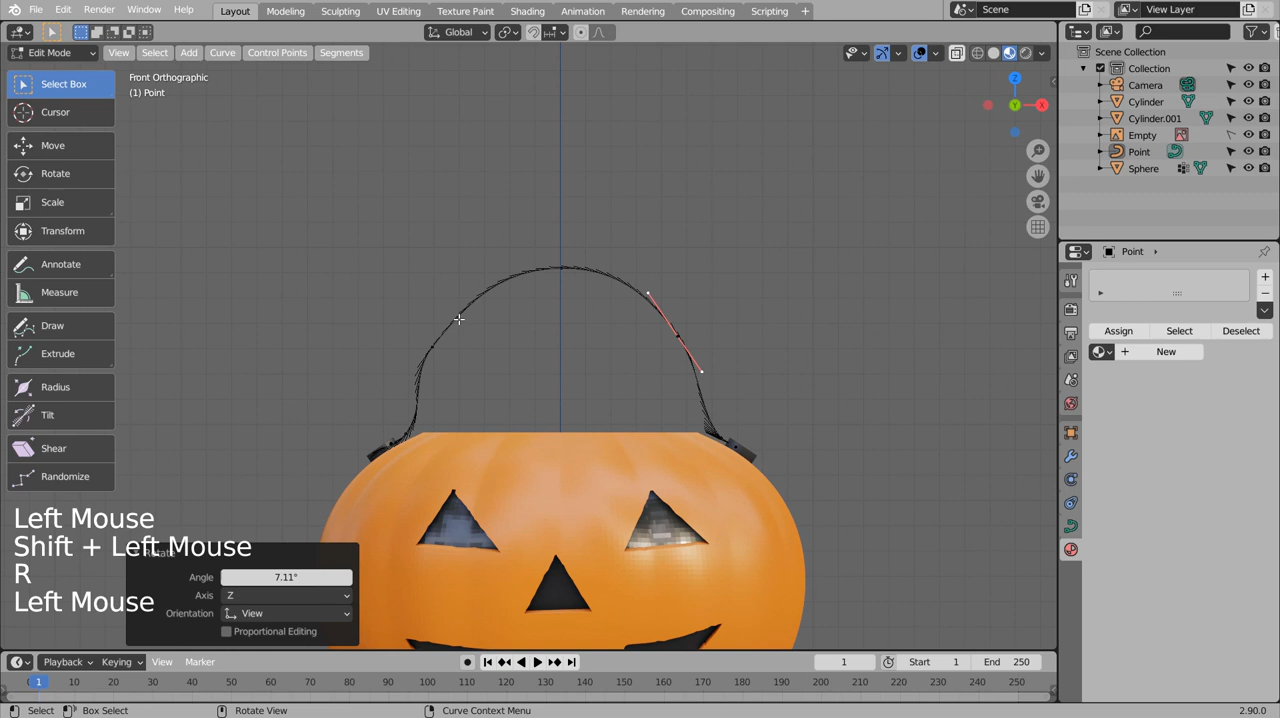 File Edit Render Window Help
Layout Modeling Sculpting UV Editing Texture Paint Shading Animation Rendering Compositing Scripting +
Scene
View Layer
Global
Edit Mode View Select Add Curve Control Points Segments
Select Box
Cursor
Move
Rotate
Scale
Transform
Annotate
Measure
Draw
Extrude
Radius
Tilt
Shear
Randomize
Front Orthographic
(1) Point
Z
Y
X
Left Mouse
Shift + Left Mouse
R
Left Mouse
Rotate
Angle 7.11°
Axis Z
Orientation View
Proportional Editing
Scene Collection
Collection
Camera
Cylinder
Cylinder.001
Empty
Point
Sphere
Point
Assign Select Deselect
New
Playback Keying View Marker
1 Start 1 End 250
1 10 20 30 40 50 60 70 80 90 100 110 120 130 140 150 160 170 180 190 200 210 220 230 240 250
Select Box Select Rotate View Curve Context Menu 2.90.0